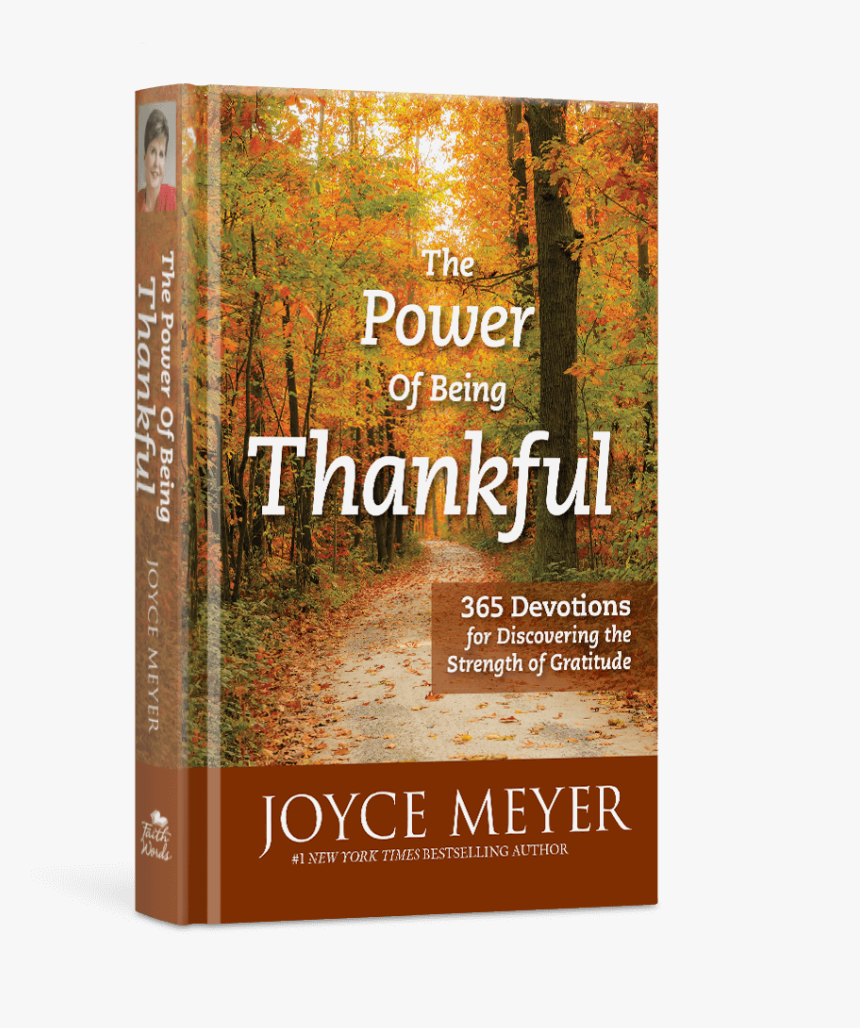 The
Power
Of Being
Thankful
365 Devotions
for Discovering the
Strength of Gratitude
JOYCE MEYER
#1 NEW YORK TIMES BESTSELLING AUTHOR
The Power Of Being
Thankful
JOYCE MEYER
Faith
Words